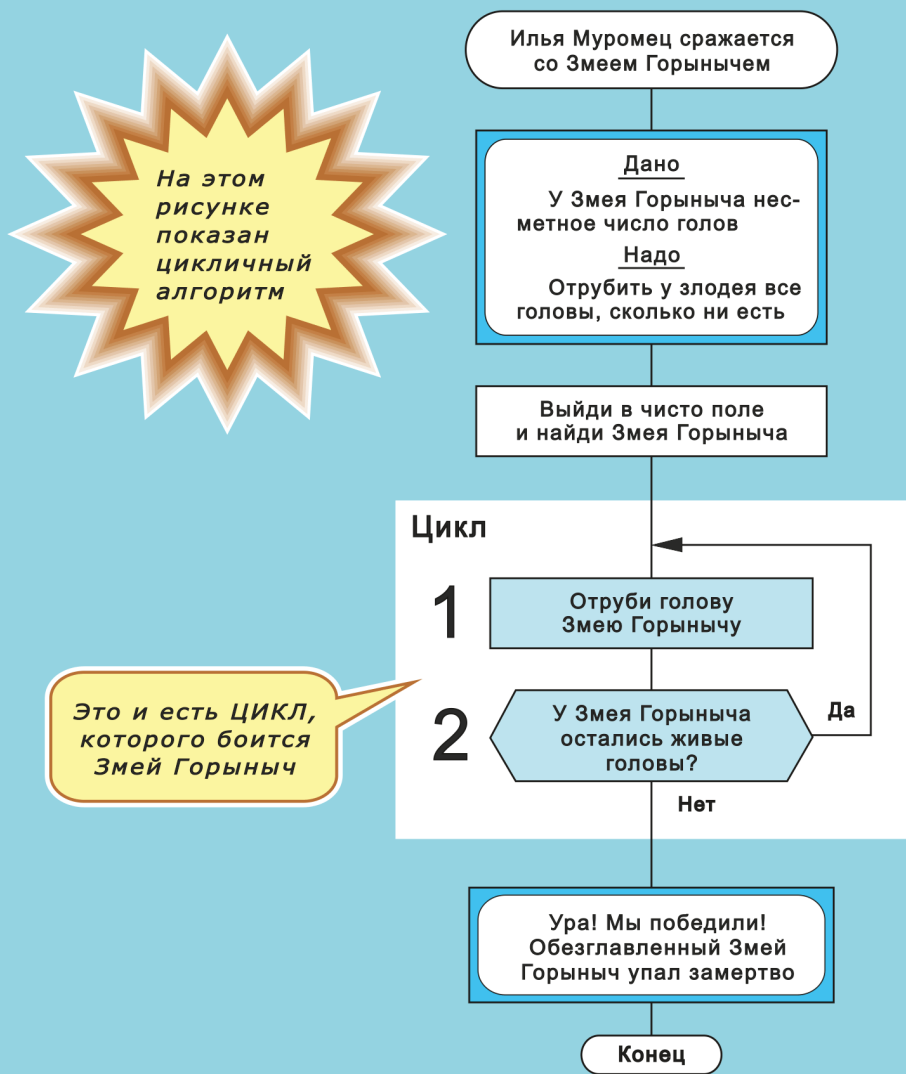 Илья Муромец сражается
со Змеем Горынычем
На этом
рисунке
показан
цикличный
алгоритм
Дано
У Змея Горыныча нес-
метное число голов
Надо
Отрубить у злодея все
головы, сколько ни есть
Выйди в чисто поле
и найди Змея Горыныча
Цикл
1
Отруби голову
Змею Горынычу
Это и есть ЦИКЛ,
которого боится
Змей Горыныч
2
У Змея Горыныча
остались живые
головы?
Да
Нет
Ура! Мы победили!
Обезглавленный Змей
Горыныч упал замертво
Конец